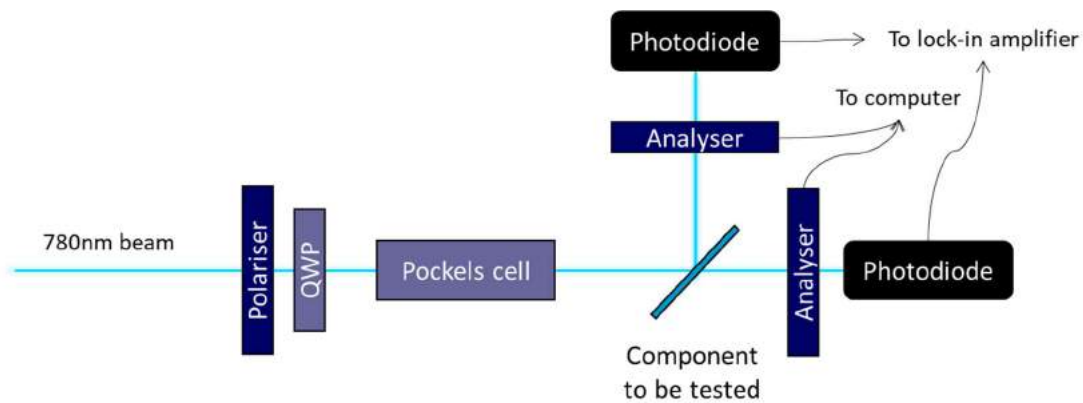 Photodiode
To lock-in amplifier
To computer
Analyser
780nm beam
Polariser
QWP
Pockels cell
Analyser
Photodiode
Component
to be tested